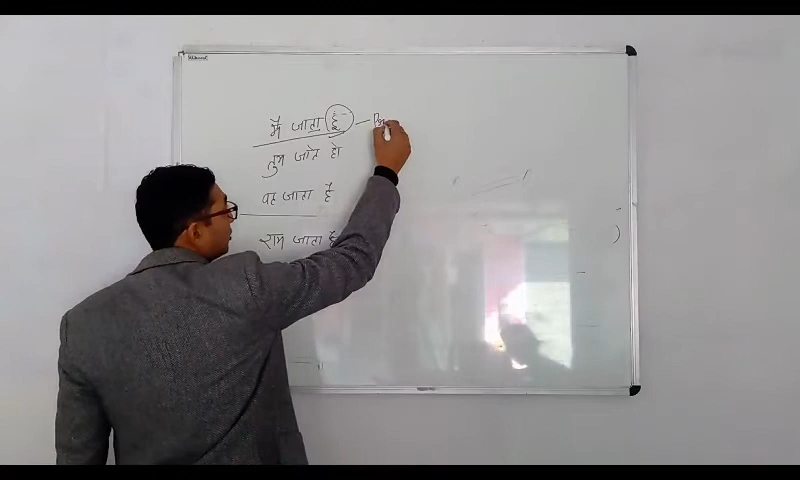 मै जाता हूं –
तुम जाते हो
वह जाता है
राम जाता है